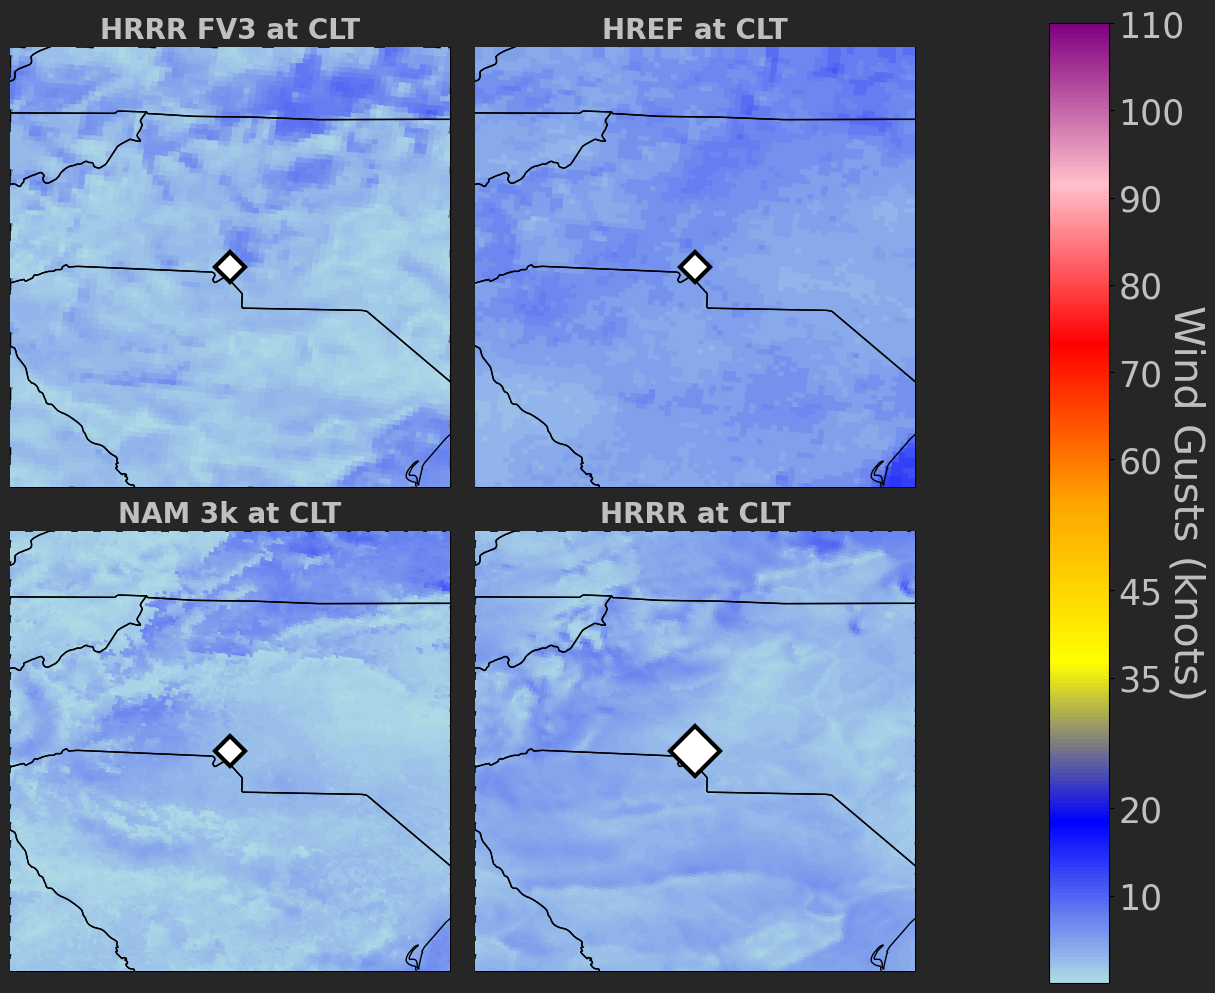 HRRR FV3 at CLT
HREF at CLT
NAM 3k at CLT
HRRR at CLT
110
100
90
80
70
60
45
35
20
10
Wind Gusts (knots)